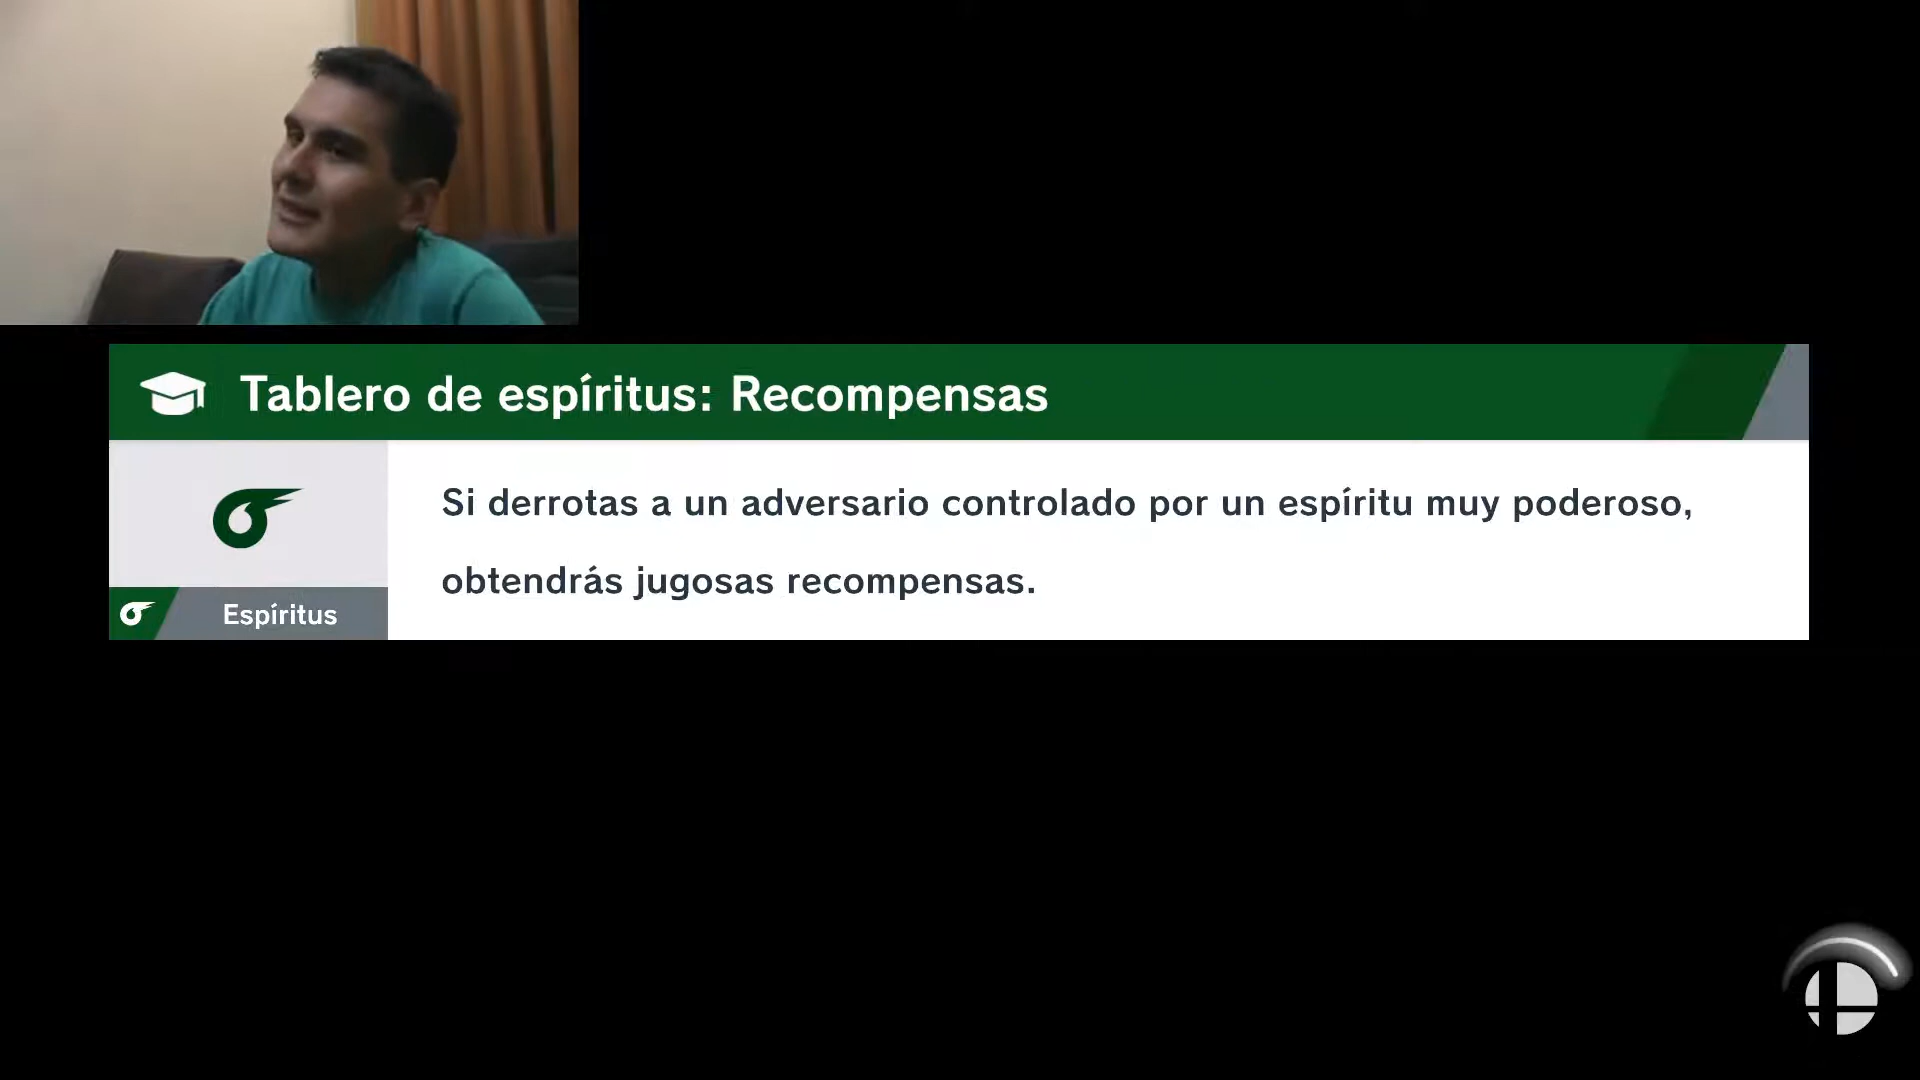 Tablero de espíritus: Recompensas
Si derrotas a un adversario controlado por un espíritu muy poderoso,
obtendrás jugosas recompensas.
Espíritus